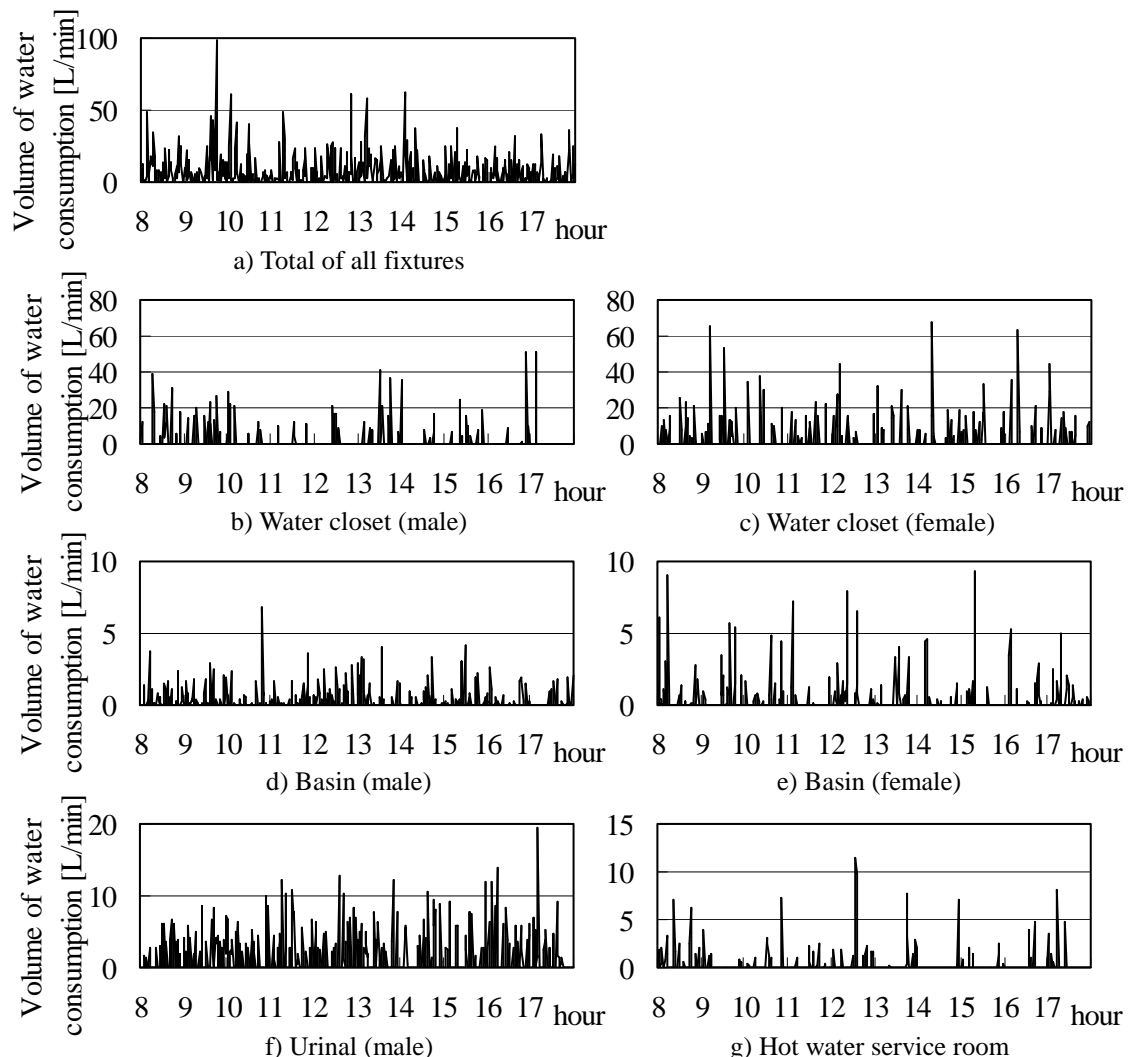 Volume of water
consumption [L/min]
100
50
0
8 9 10 11 12 13 14 15 16 17 hour
a) Total of all fixtures
Volume of water
consumption [L/min]
80
60
40
20
0
8 9 10 11 12 13 14 15 16 17 hour
b) Water closet (male)
80
60
40
20
0
8 9 10 11 12 13 14 15 16 17 hour
c) Water closet (female)
Volume of water
consumption [L/min]
10
5
0
8 9 10 11 12 13 14 15 16 17 hour
d) Basin (male)
10
5
0
8 9 10 11 12 13 14 15 16 17 hour
e) Basin (female)
Volume of water
consumption [L/min]
20
10
0
8 9 10 11 12 13 14 15 16 17 hour
f) Urinal (male)
15
10
5
0
8 9 10 11 12 13 14 15 16 17 hour
g) Hot water service room